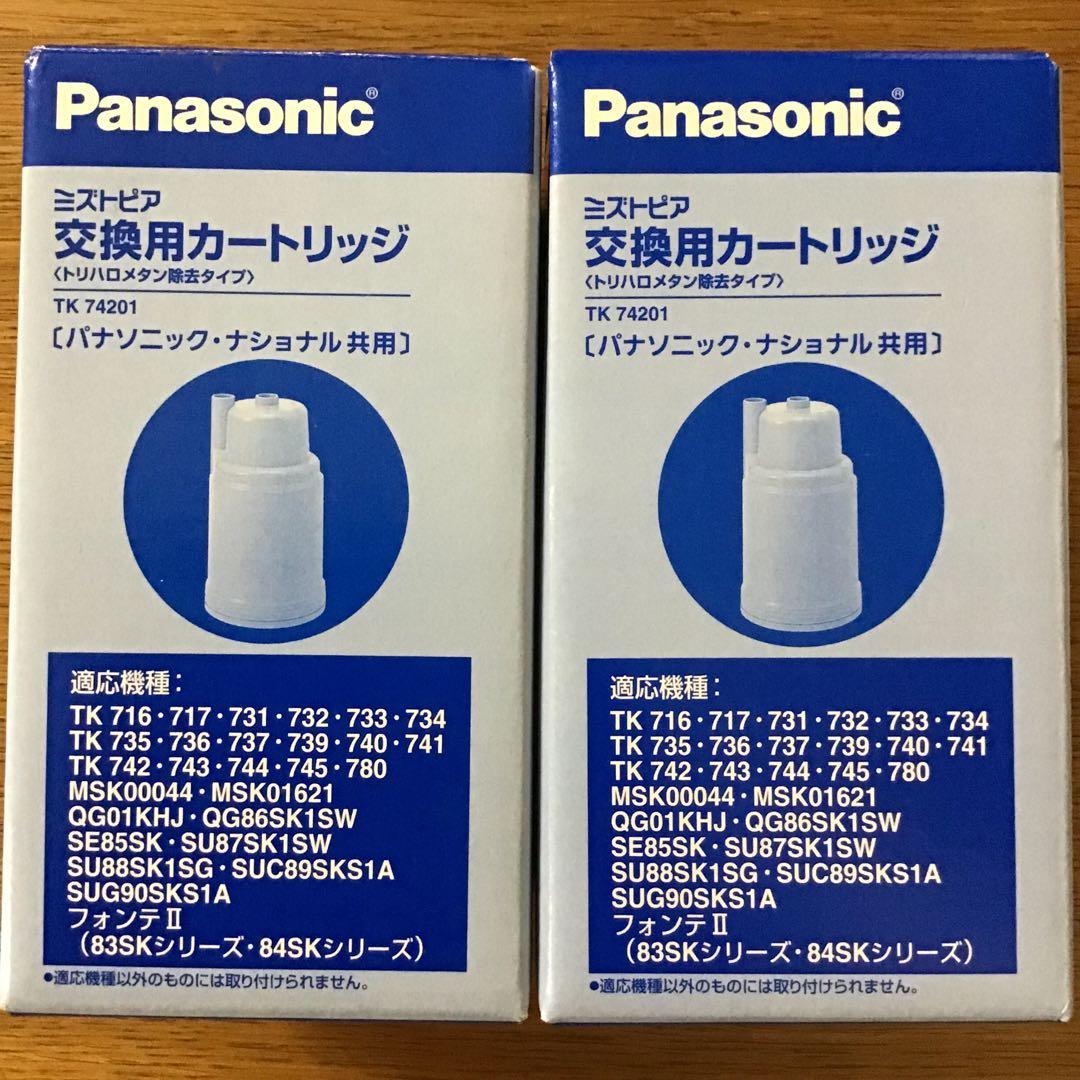 Panasonic®
ミズトピア
交換用カートリッジ
〈トリハロメタン除去タイプ〉
TK 74201
〔パナソニック・ナショナル共用〕
適応機種：
TK 716・717・731・732・733・734
TK 735・736・737・739・740・741
TK 742・743・744・745・780
MSK00044・MSK01621
QG01KHJ・QG86SK1SW
SE85SK・SU87SK1SW
SU88SK1SG・SUC89SKS1A
SUG90SKS1A
フォンテⅡ
（83SKシリーズ・84SKシリーズ）
●適応機種以外のものには取り付けられません。
Panasonic®
ミズトピア
交換用カートリッジ
〈トリハロメタン除去タイプ〉
TK 74201
〔パナソニック・ナショナル共用〕
適応機種：
TK 716・717・731・732・733・734
TK 735・736・737・739・740・741
TK 742・743・744・745・780
MSK00044・MSK01621
QG01KHJ・QG86SK1SW
SE85SK・SU87SK1SW
SU88SK1SG・SUC89SKS1A
SUG90SKS1A
フォンテⅡ
（83SKシリーズ・84SKシリーズ）
●適応機種以外のものには取り付けられません。